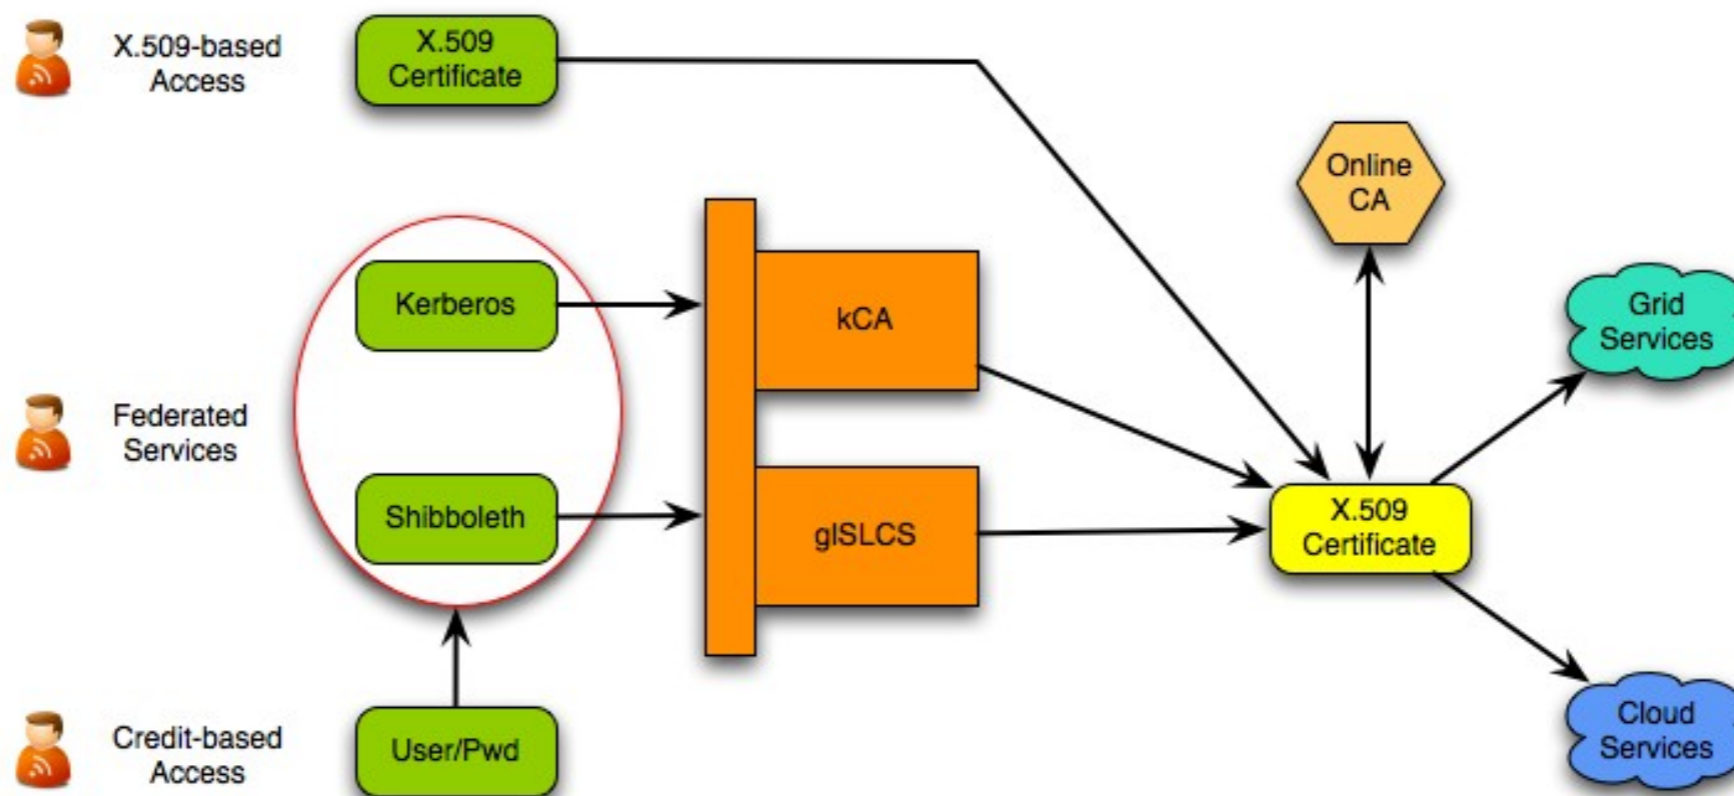 X.509-based
Access
X.509
Certificate
Online
CA
Kerberos
kCA
Grid
Services
Federated
Services
Shibboleth
glSLCS
X.509
Certificate
Credit-based
Access
User/Pwd
Cloud
Services